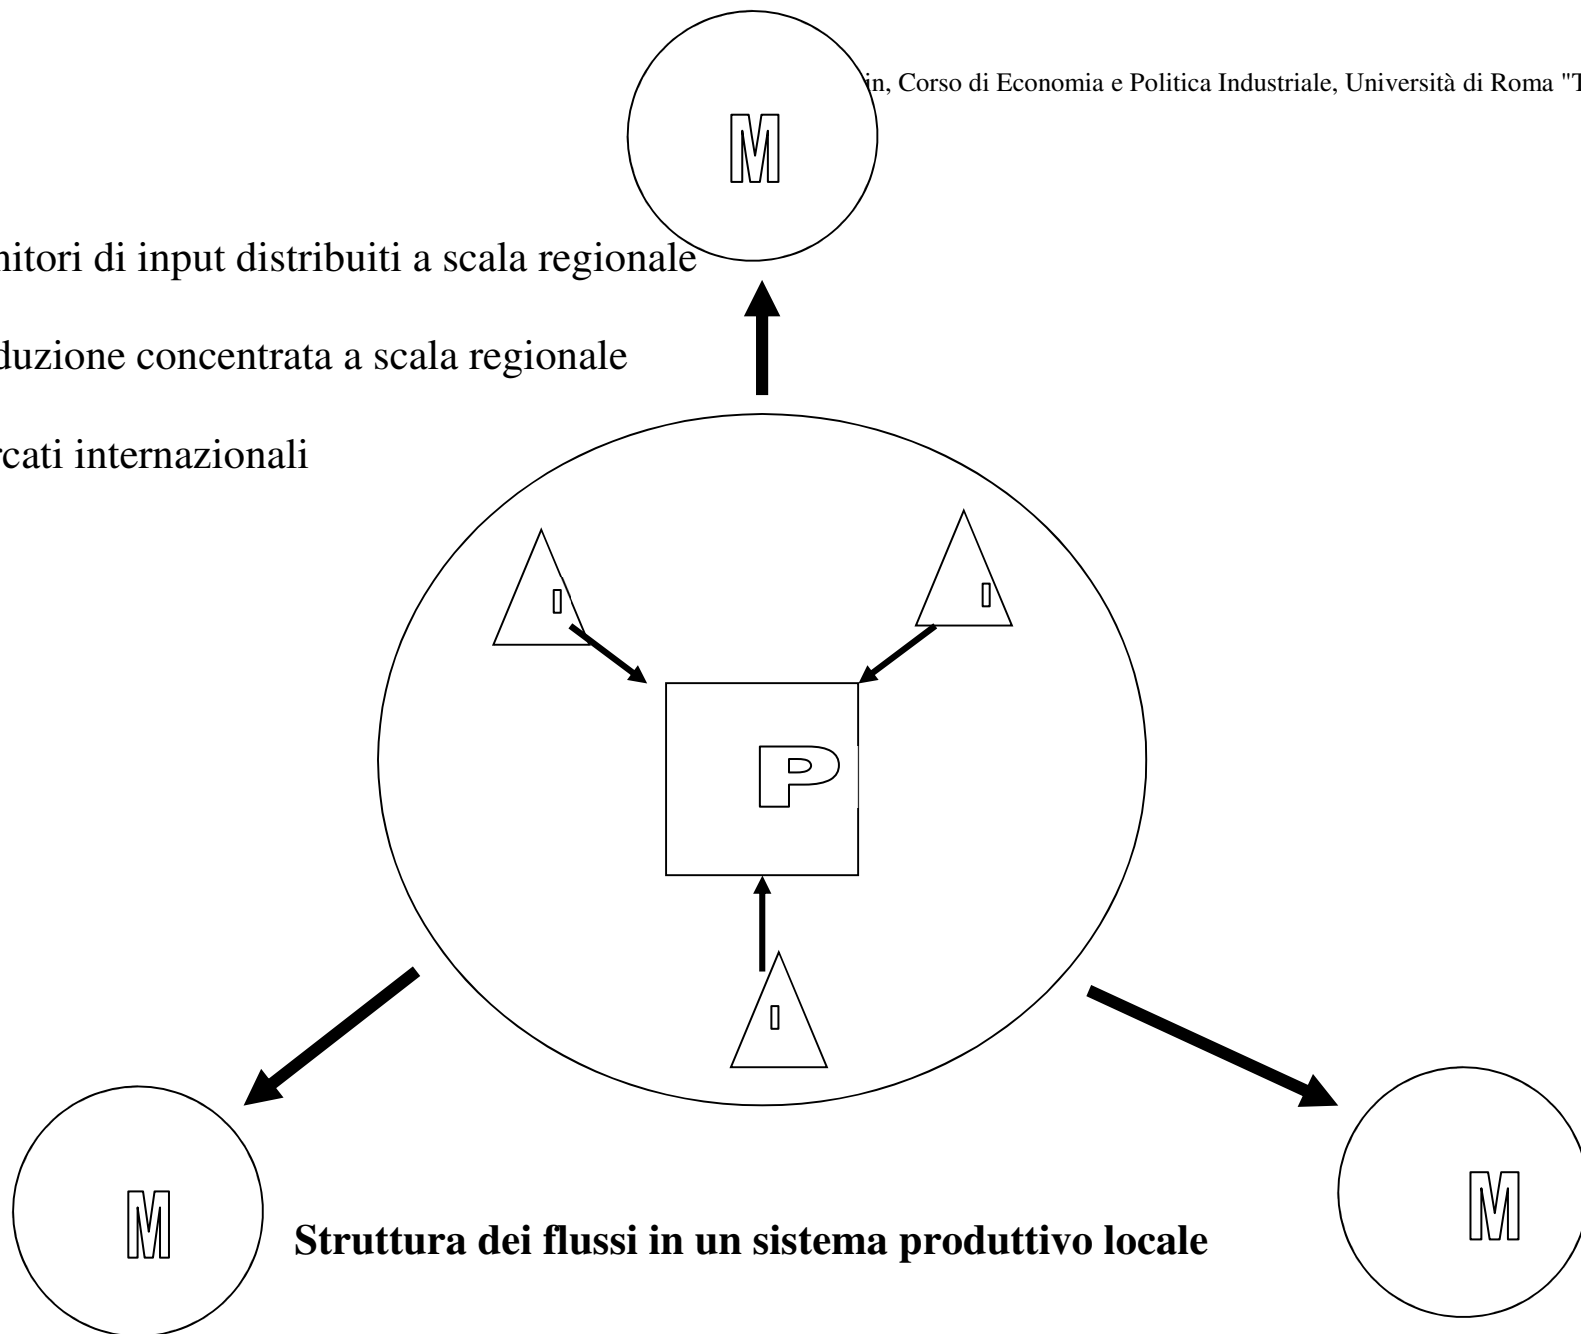 in, Corso di Economia e Politica Industriale, Università di Roma "T
M
nitori di input distribuiti a scala regionale
duzione concentrata a scala regionale
rcati internazionali
I
I
P
I
M
M
Struttura dei flussi in un sistema produttivo locale